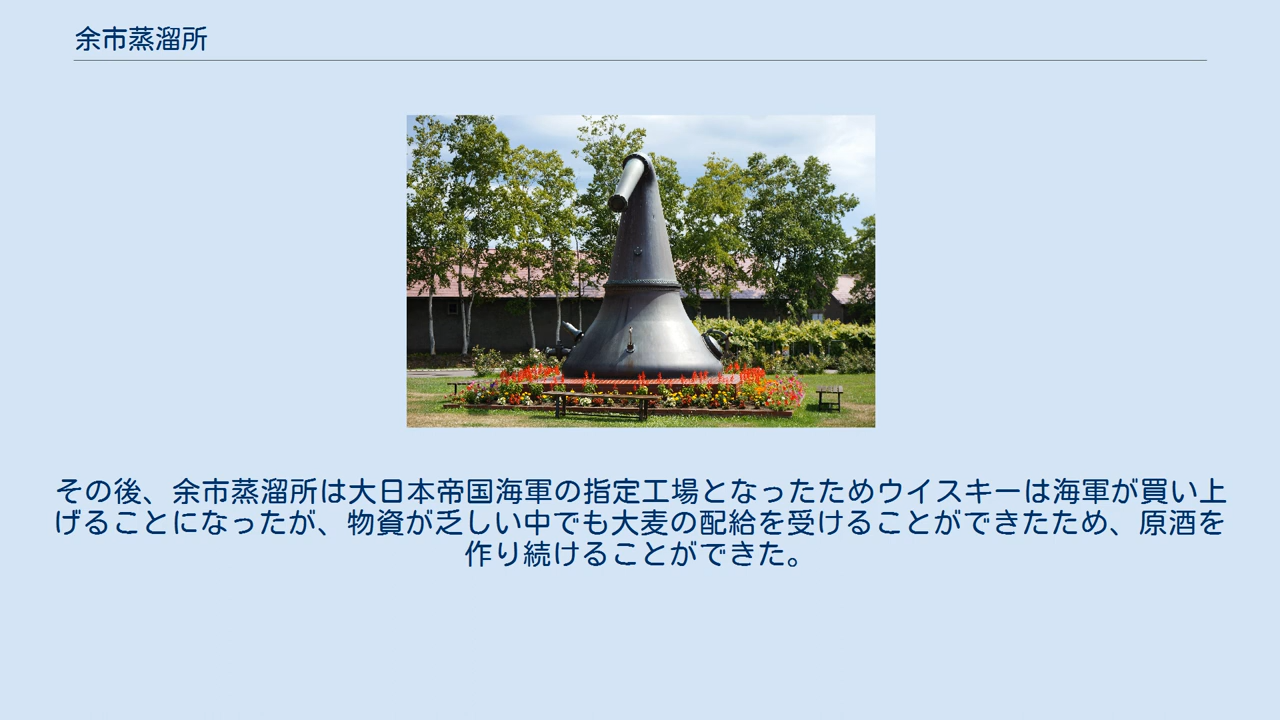 余市蒸溜所
その後、余市蒸溜所は大日本帝国海軍の指定工場となったためウイスキーは海軍が買い上
げることになったが、物資が乏しい中でも大麦の配給を受けることができたため、原酒を
作り続けることができた。